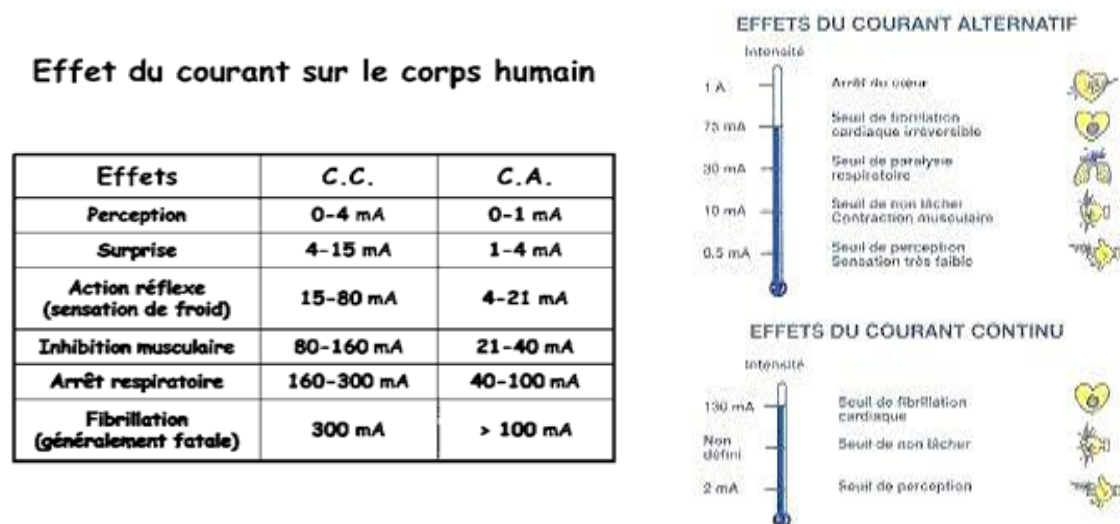 Effet du courant sur le corps humain
Effets C.C. C.A.
Perception 0-4 mA 0-1 mA
Surprise 4-15 mA 1-4 mA
Action réflexe
(sensation de froid) 15-80 mA 4-21 mA
Inhibition musculaire 80-160 mA 21-40 mA
Arrêt respiratoire 160-300 mA 40-100 mA
Fibrillation
(généralement fatale) 300 mA > 100 mA
EFFETS DU COURANT ALTERNATIF
Intensité
1 A Arrêt du cœur
75 mA Seuil de fibrillation
cardiaque irréversible
30 mA Seuil de paralysie
respiratoire
10 mA Seuil de non lâcher
Contraction musculaire
0.5 mA Seuil de perception
Sensation très faible
EFFETS DU COURANT CONTINU
Intensité
130 mA Seuil de fibrillation
cardiaque
Non
défini Seuil de non lâcher
2 mA Seuil de perception